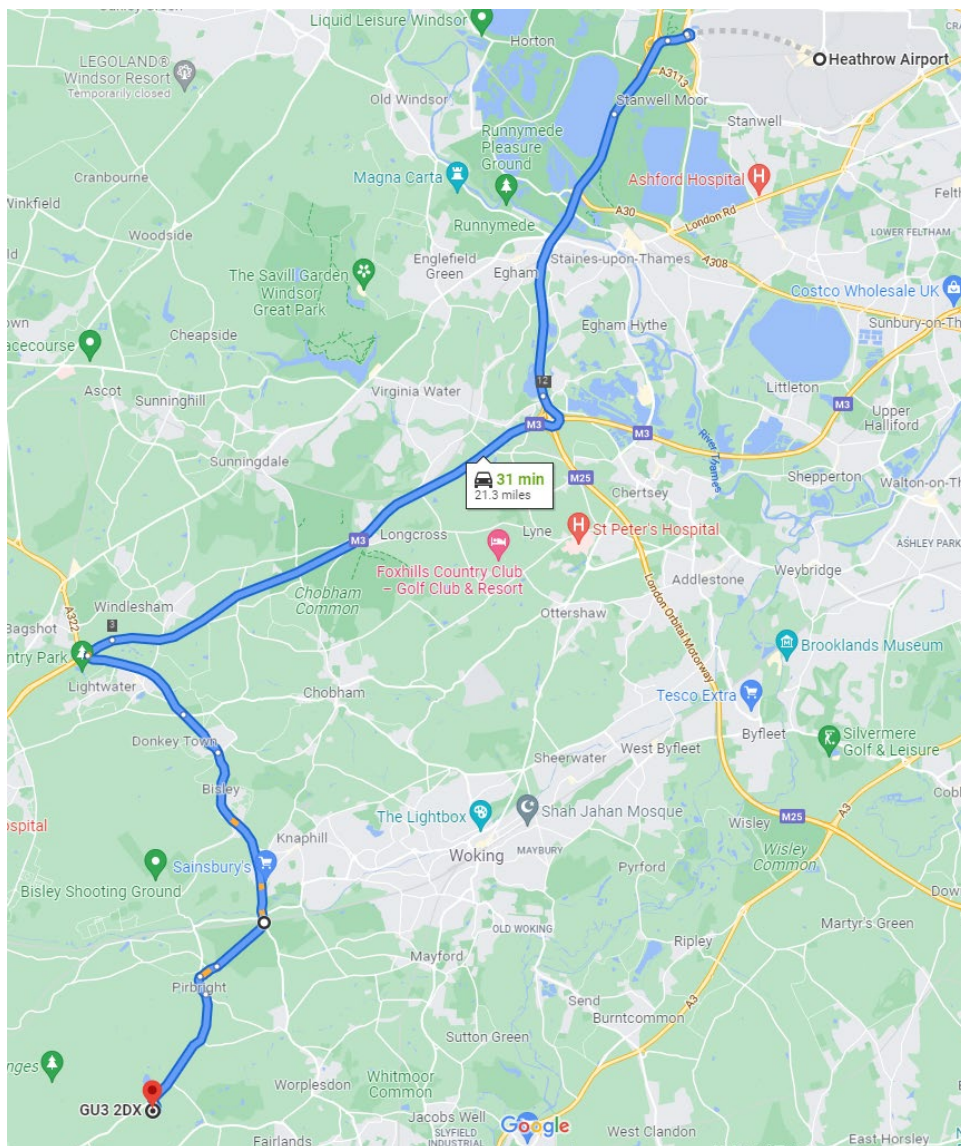 Liquid Leisure Windsor
Horton
LEGOLAND®
Windsor Resort
Temporarily closed
Heathrow Airport
A3113
Old Windsor
Stanwell Moor
Stanwell
Runnymede
Pleasure
Ground
Magna Carta
Ashford Hospital
Cranbourne
Winkfield
Runnymede
A30
London Rd
Woodside
LOWER FELTHAM
Englefield
Green
Egham
Staines-upon-Thames
A308
The Savill Garden
Windsor
Great Park
Costco Wholesale UK
Egham Hythe
Cheapside
Ascot
Sunninghill
Virginia Water
12
Littleton
Upper
Halliford
M3
M3
M3
River Thames
Sunningdale
31 min
21.3 miles
M25
Shepperton
Chertsey
Longcross
Lyne
St Peter's Hospital
M3
Foxhills Country Club
– Golf Club & Resort
ASHLEY PARK
Weybridge
Addlestone
Chobham
Common
Windlesham
A322
3
Bagshot
Ottershaw
London Orbital Motorway
Brooklands Museum
Lightwater
Chobham
Tesco Extra
Byfleet
West Byfleet
Silvermere
Golf & Leisure
Donkey Town
Sheerwater
Bisley
The Lightbox
Shah Jahan Mosque
M25
A3
Wisley
Knaphill
Woking
MAYBURY
Wisley
Common
Sainsbury's
Pyrford
Bisley Shooting Ground
OLD WOKING
Martyr's Green
Ripley
Mayford
Pirbright
Send
A3
Burntcommon
Sutton Green
Worplesdon
Whitmoor
Common
GU3 2DX
Jacobs Well
Google
SLYFIELD
INDUSTRIAL
West Clandon
Fairlands
East-Horsley